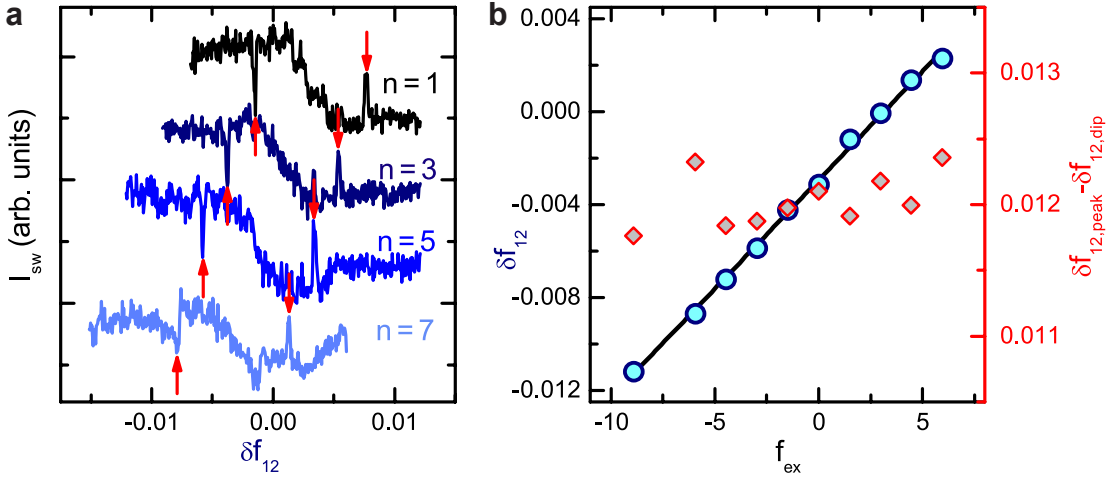 a
I_sw (arb. units)
n = 1
n = 3
n = 5
n = 7
-0.01
0.00
0.01
δf_12
b
δf_12
0.004
0.000
-0.004
-0.008
-0.012
-10
-5
0
5
f_ex
0.013
0.012
0.011
δf_12,peak-δf_12,dip